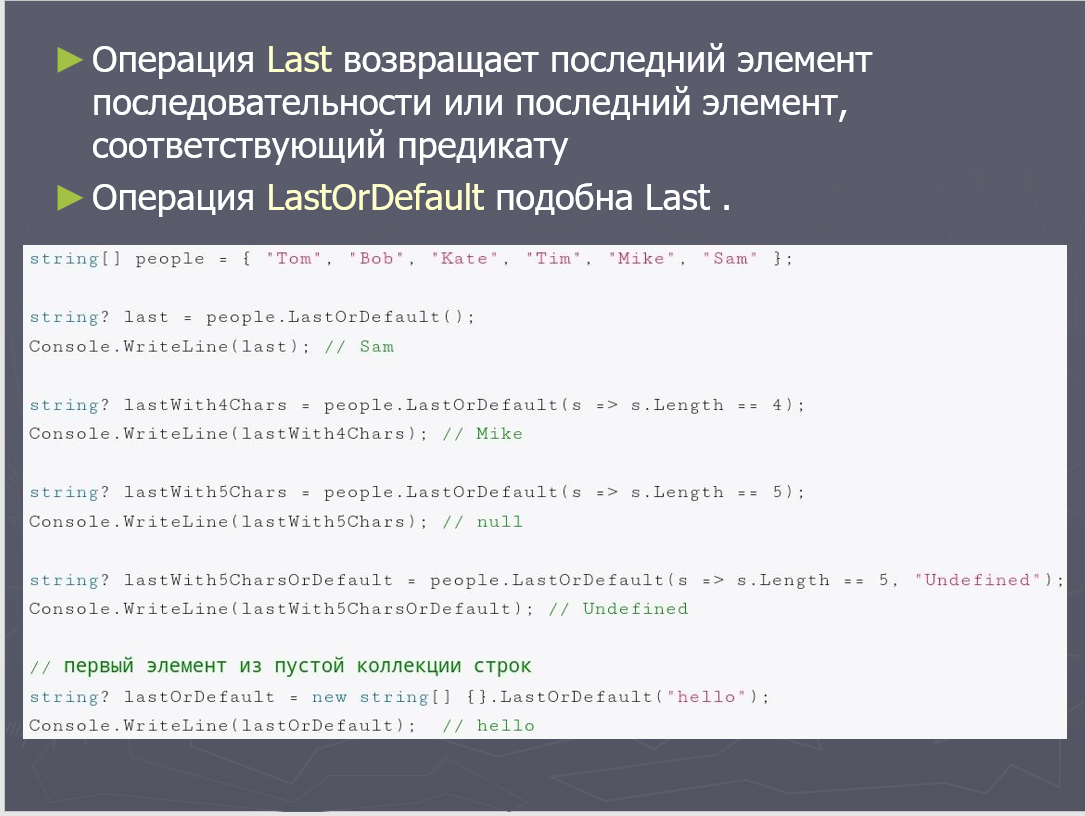 Операция Last возвращает последний элемент
последовательности или последний элемент,
соответствующий предикату
Операция LastOrDefault подобна Last .
string[] people = { "Tom", "Bob", "Kate", "Tim", "Mike", "Sam" };
string? last = people.LastOrDefault();
Console.WriteLine(last); // Sam
string? lastWith4Chars = people.LastOrDefault(s => s.Length == 4);
Console.WriteLine(lastWith4Chars); // Mike
string? lastWith5Chars = people.LastOrDefault(s => s.Length == 5);
Console.WriteLine(lastWith5Chars); // null
string? lastWith5CharsOrDefault = people.LastOrDefault(s => s.Length == 5, "Undefined");
Console.WriteLine(lastWith5CharsOrDefault); // Undefined
// первый элемент из пустой коллекции строк
string? lastOrDefault = new string[] {}.LastOrDefault("hello");
Console.WriteLine(lastOrDefault);  // hello